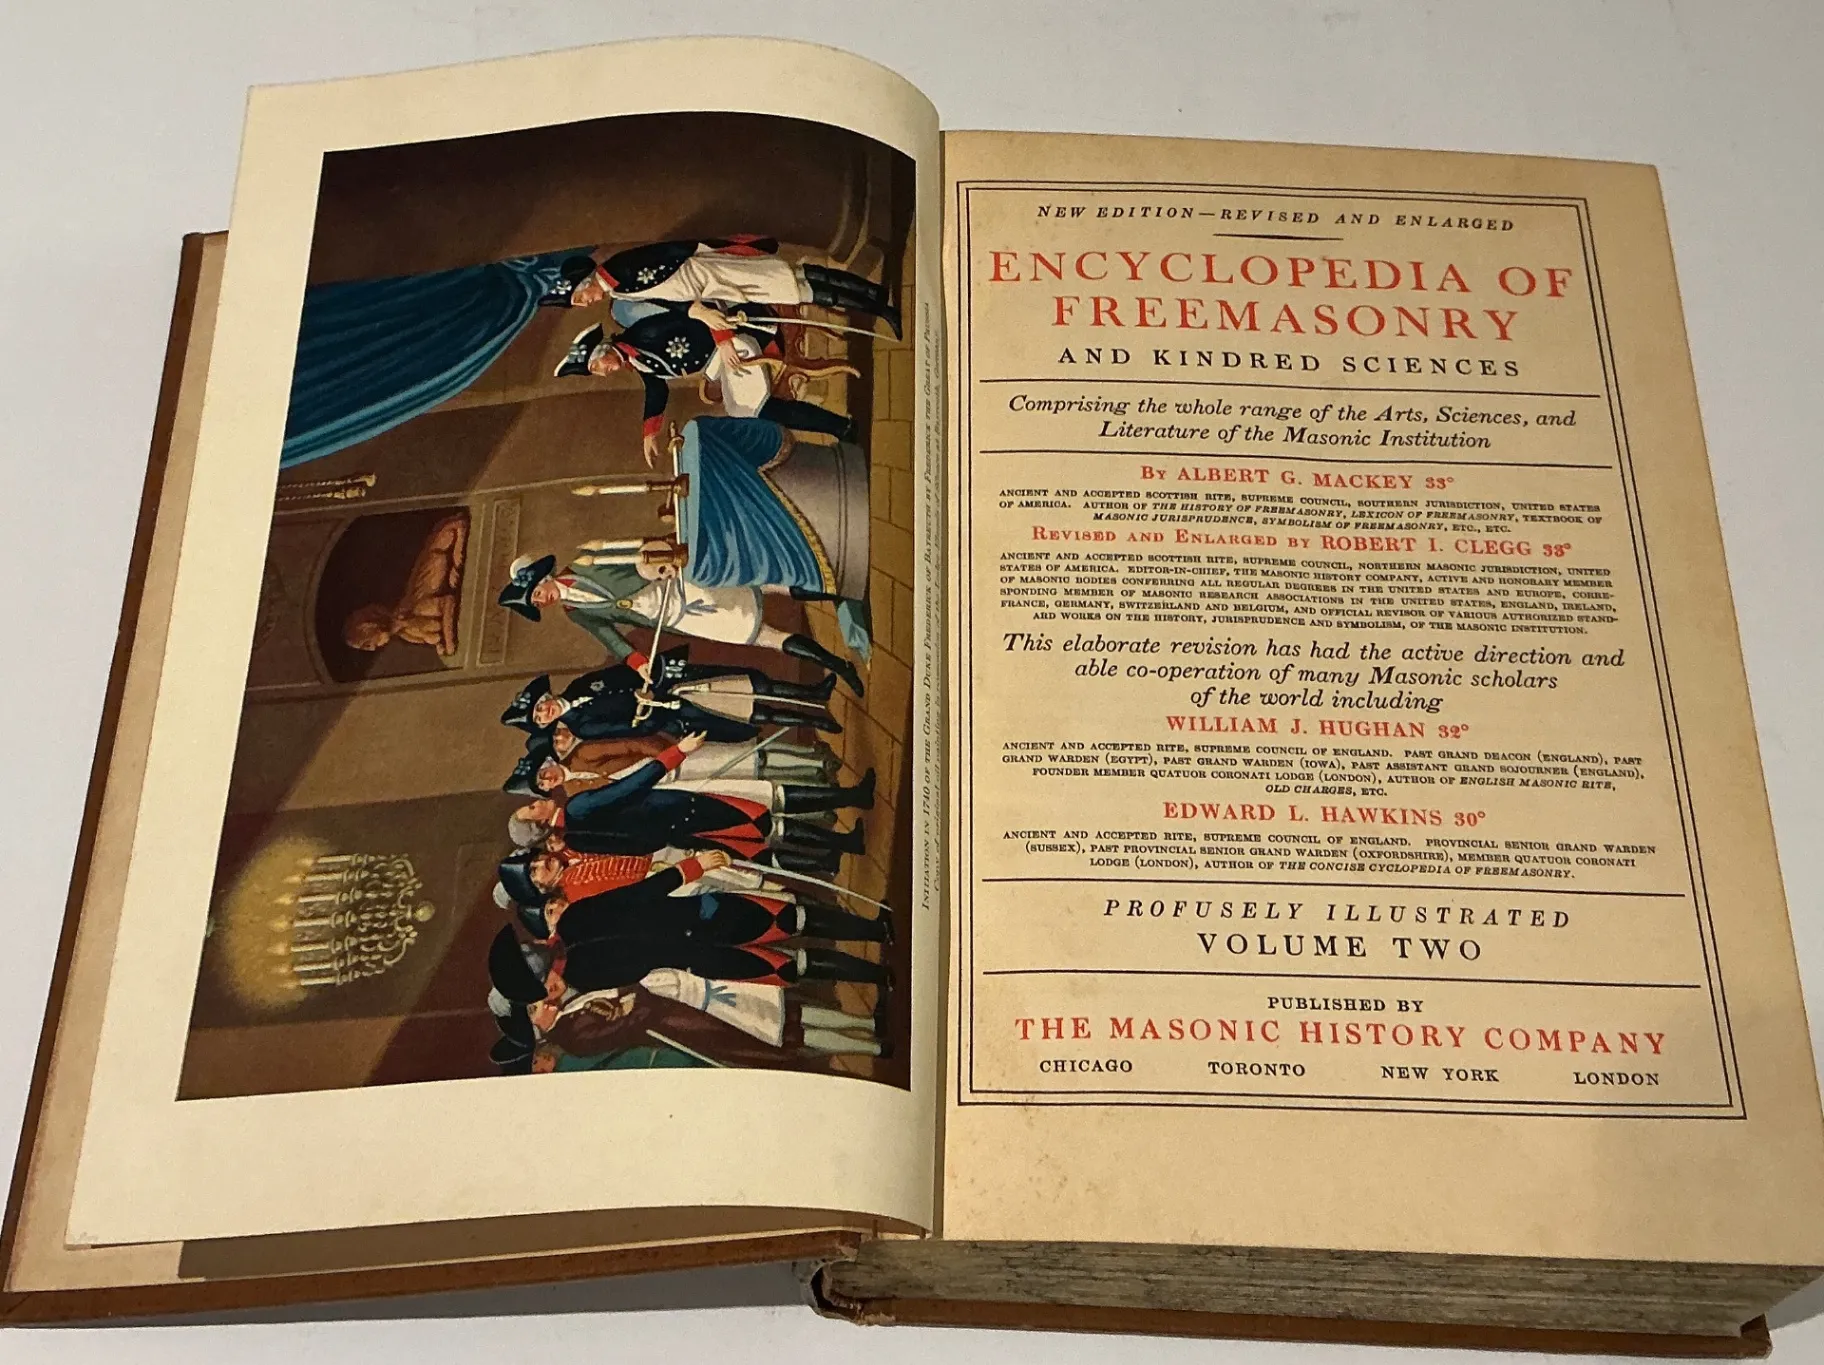 INITIATION IN 1740 OF THE GRAND DUKE FREDERICK OF BAYREUTH BY FREDERICK THE GREAT OF PRUSSIA
NEW EDITION—REVISED AND ENLARGED
ENCYCLOPEDIA OF
FREEMASONRY
AND KINDRED SCIENCES
Comprising the whole range of the Arts, Sciences, and
Literature of the Masonic Institution
BY ALBERT G. MACKEY 33°
ANCIENT AND ACCEPTED SCOTTISH RITE, SUPREME COUNCIL, SOUTHERN JURISDICTION, UNITED STATES
OF AMERICA. AUTHOR OF THE HISTORY OF FREEMASONRY, LEXICON OF FREEMASONRY, TEXTBOOK OF
MASONIC JURISPRUDENCE, SYMBOLISM OF FREEMASONRY, ETC., ETC.
REVISED AND ENLARGED BY ROBERT I. CLEGG 33°
ANCIENT AND ACCEPTED SCOTTISH RITE, SUPREME COUNCIL, NORTHERN MASONIC JURISDICTION, UNITED
STATES OF AMERICA. EDITOR-IN-CHIEF, THE MASONIC HISTORY COMPANY, ACTIVE AND HONORARY MEMBER
OF MASONIC BODIES CONFERRING ALL REGULAR DEGREES IN THE UNITED STATES AND EUROPE, CORRE-
SPONDING MEMBER OF MASONIC RESEARCH ASSOCIATIONS IN THE UNITED STATES, ENGLAND, IRELAND,
FRANCE, GERMANY, SWITZERLAND AND BELGIUM, AND OFFICIAL REVISOR OF VARIOUS AUTHORIZED STAND-
ARD WORKS ON THE HISTORY, JURISPRUDENCE AND SYMBOLISM, OF THE MASONIC INSTITUTION.
This elaborate revision has had the active direction and
able co-operation of many Masonic scholars
of the world including
WILLIAM J. HUGHAN 32°
ANCIENT AND ACCEPTED RITE, SUPREME COUNCIL OF ENGLAND. PAST GRAND DEACON (ENGLAND), PAST
GRAND WARDEN (EGYPT), PAST GRAND WARDEN (IOWA), PAST ASSISTANT GRAND SOJOURNER (ENGLAND),
FOUNDER MEMBER QUATUOR CORONATI LODGE (LONDON), AUTHOR OF ENGLISH MASONIC RITE,
OLD CHARGES, ETC.
EDWARD L. HAWKINS 30°
ANCIENT AND ACCEPTED RITE, SUPREME COUNCIL OF ENGLAND. PROVINCIAL SENIOR GRAND WARDEN
(SUSSEX), PAST PROVINCIAL SENIOR GRAND WARDEN (OXFORDSHIRE), MEMBER QUATUOR CORONATI
LODGE (LONDON), AUTHOR OF THE CONCISE CYCLOPEDIA OF FREEMASONRY.
PROFUSELY ILLUSTRATED
VOLUME TWO
PUBLISHED BY
THE MASONIC HISTORY COMPANY
CHICAGO TORONTO NEW YORK LONDON